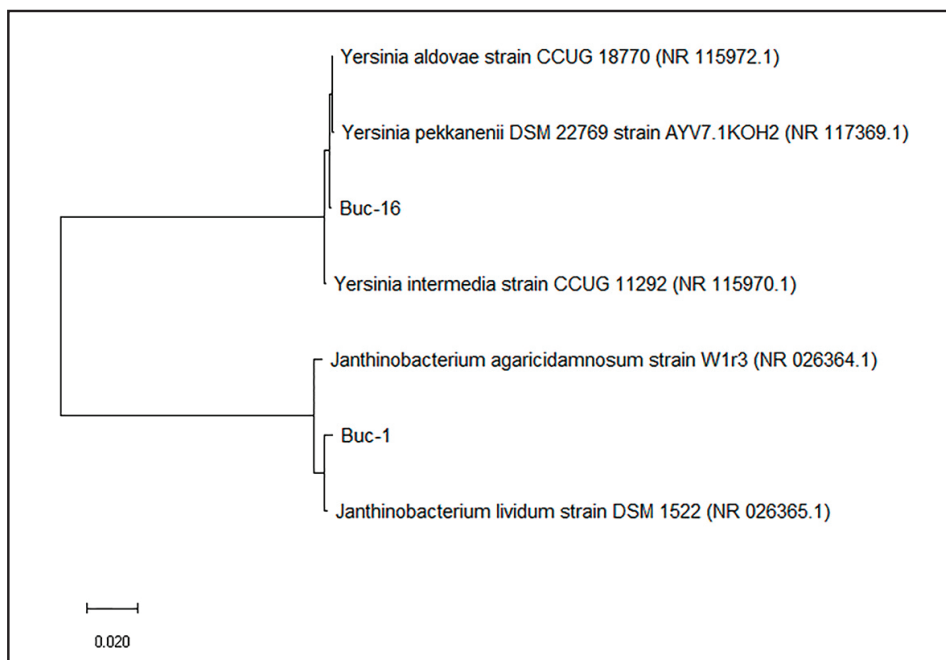 Yersinia aldovae strain CCUG 18770 (NR 115972.1)
Yersinia pekkanenii DSM 22769 strain AYV7.1KOH2 (NR 117369.1)
Buc-16
Yersinia intermedia strain CCUG 11292 (NR 115970.1)
Janthinobacterium agaricidamnosum strain W1r3 (NR 026364.1)
Buc-1
Janthinobacterium lividum strain DSM 1522 (NR 026365.1)
0.020